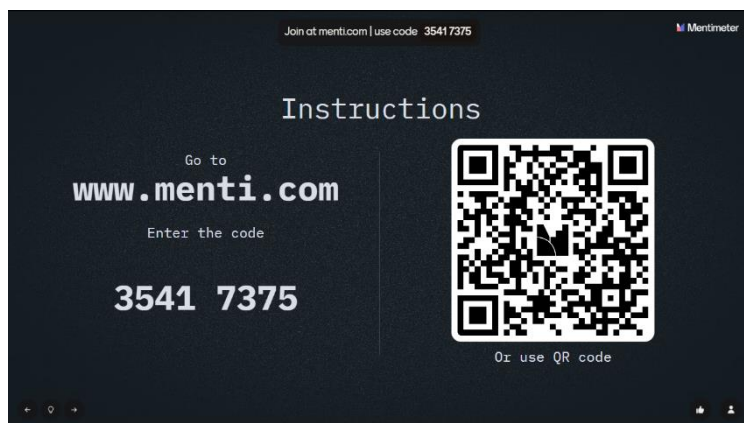 Join at menti.com | use code 3541 7375
Mentimeter
Instructions
Go to
www.menti.com
Enter the code
3541 7375
Or use QR code